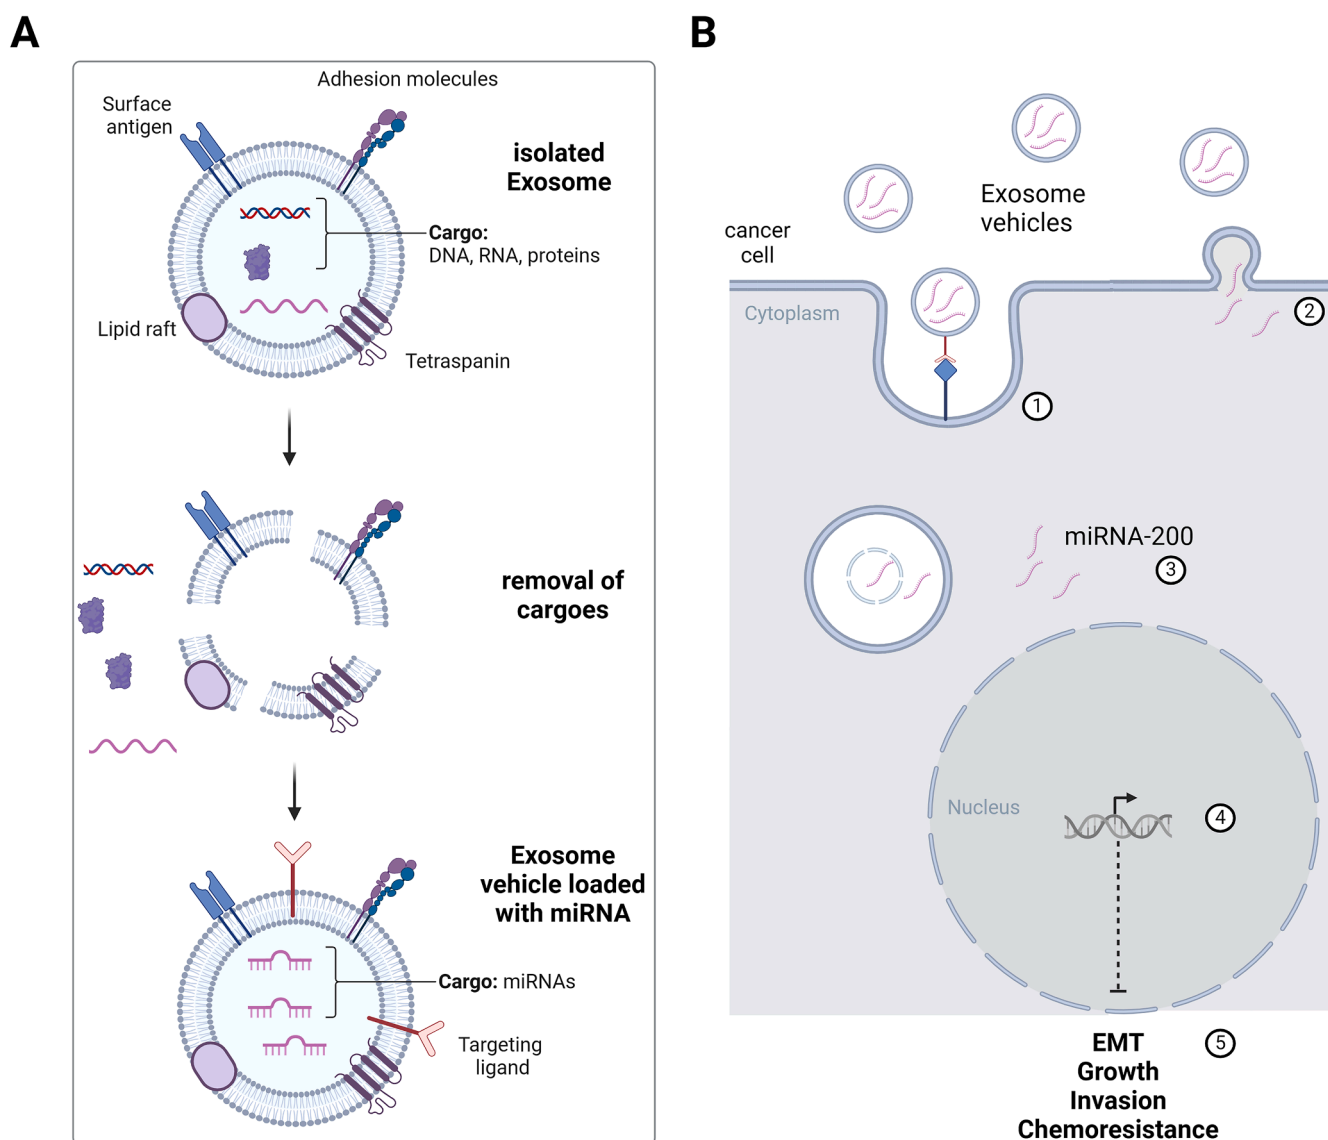 A
Adhesion molecules
Surface
antigen
isolated
Exosome
Cargo:
DNA, RNA, proteins
Lipid raft
Tetraspanin
removal of
cargoes
Exosome
vehicle loaded
with miRNA
Cargo: miRNAs
Targeting
ligand
B
Exosome
vehicles
cancer
cell
Cytoplasm
2
1
miRNA-200
3
Nucleus
4
5
EMT
Growth
Invasion
Chemoresistance